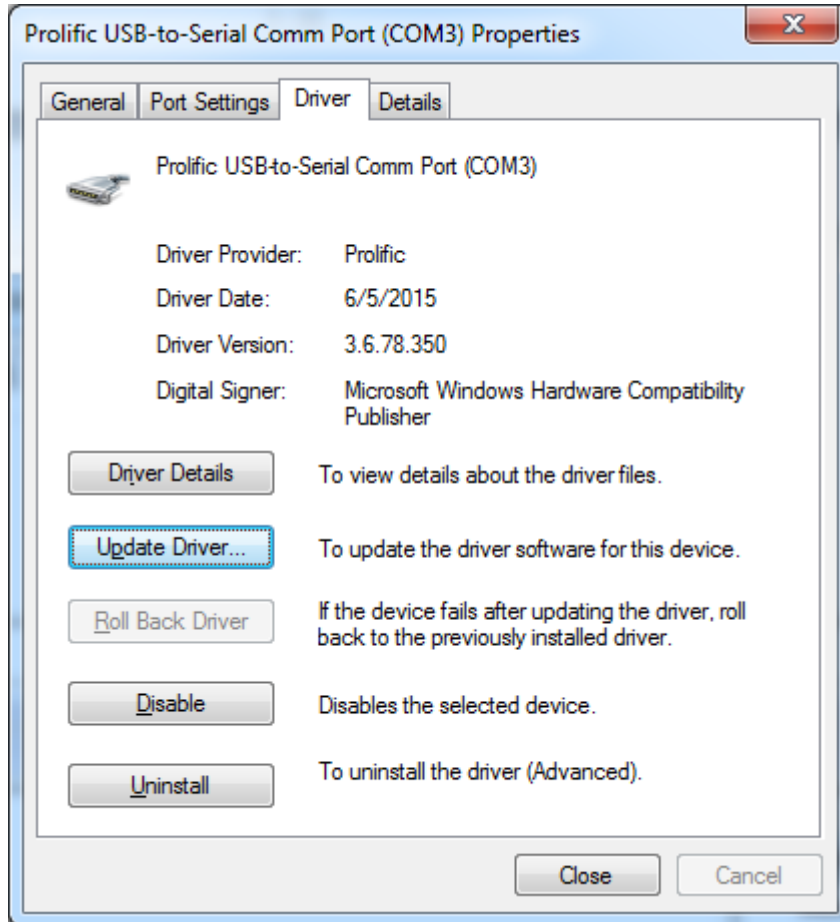 Prolific USB-to-Serial Comm Port (COM3) Properties
X
General Port Settings Driver Details
Prolific USB-to-Serial Comm Port (COM3)
Driver Provider: Prolific
Driver Date: 6/5/2015
Driver Version: 3.6.78.350
Digital Signer: Microsoft Windows Hardware Compatibility
Publisher
Driver Details To view details about the driver files.
Update Driver... To update the driver software for this device.
Roll Back Driver If the device fails after updating the driver, roll
back to the previously installed driver.
Disable Disables the selected device.
Uninstall To uninstall the driver (Advanced).
Close Cancel